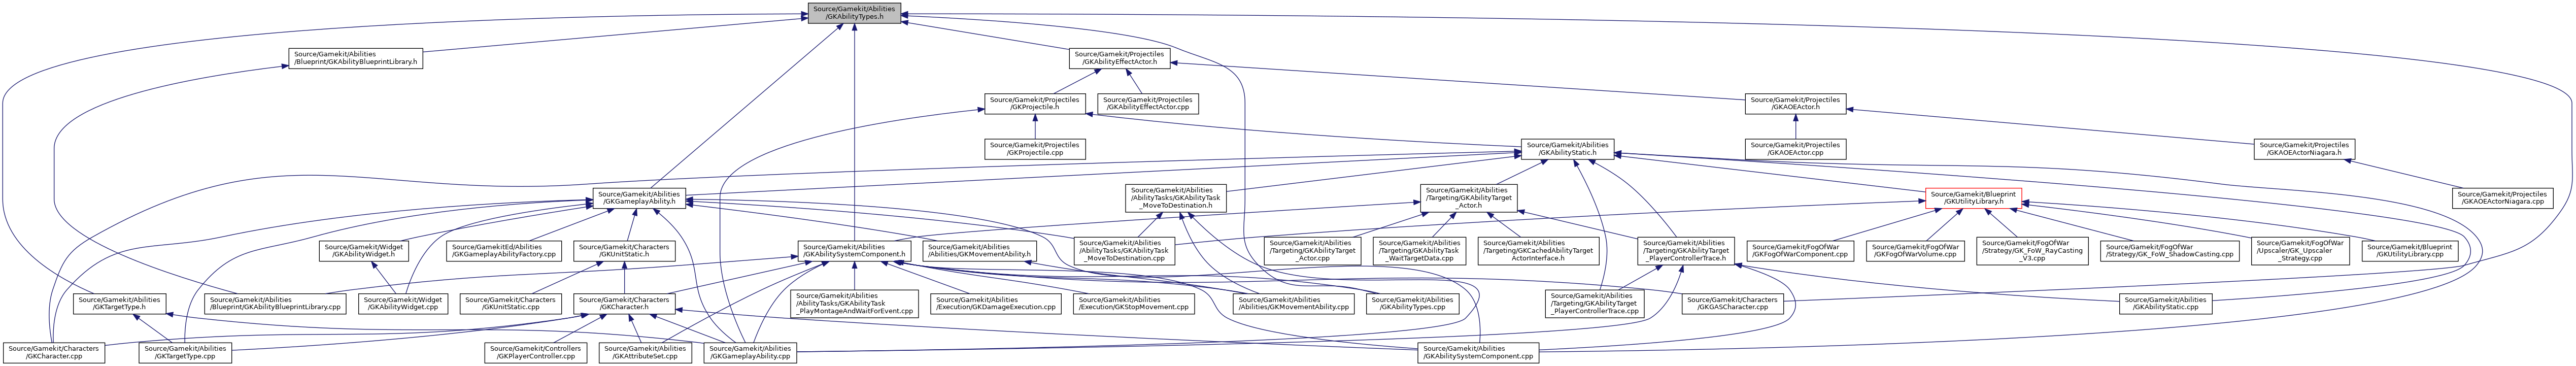 Source/Gamekit/Abilities
/GKAbilityTypes.h
Source/Gamekit/Abilities
/Blueprint/GKAbilityBlueprintLibrary.h
Source/Gamekit/Projectiles
/GKAbilityEffectActor.h
Source/Gamekit/Projectiles
/GKProjectile.h
Source/Gamekit/Projectiles
/GKAbilityEffectActor.cpp
Source/Gamekit/Projectiles
/GKAOEActor.h
Source/Gamekit/Projectiles
/GKProjectile.cpp
Source/Gamekit/Abilities
/GKAbilityStatic.h
Source/Gamekit/Projectiles
/GKAOEActor.cpp
Source/Gamekit/Projectiles
/GKAOEActorNiagara.h
Source/Gamekit/Abilities
/GKGameplayAbility.h
Source/Gamekit/Abilities
/AbilityTasks/GKAbilityTask
_MoveToDestination.h
Source/Gamekit/Abilities
/Targeting/GKAbilityTarget
_Actor.h
Source/Gamekit/Blueprint
/GKUtilityLibrary.h
Source/Gamekit/Projectiles
/GKAOEActorNiagara.cpp
Source/Gamekit/Widget
/GKAbilityWidget.h
Source/GamekitEd/Abilities
/GKGameplayAbilityFactory.cpp
Source/Gamekit/Characters
/GKUnitStatic.h
Source/Gamekit/Abilities
/GKAbilitySystemComponent.h
Source/Gamekit/Abilities
/Abilities/GKMovementAbility.h
Source/Gamekit/Abilities
/AbilityTasks/GKAbilityTask
_MoveToDestination.cpp
Source/Gamekit/Abilities
/Targeting/GKAbilityTarget
_Actor.cpp
Source/Gamekit/Abilities
/Targeting/GKAbilityTask
_WaitTargetData.cpp
Source/Gamekit/Abilities
/Targeting/GKCachedAbilityTarget
ActorInterface.h
Source/Gamekit/Abilities
/Targeting/GKAbilityTarget
_PlayerControllerTrace.h
Source/Gamekit/FogOfWar
/GKFogOfWarComponent.cpp
Source/Gamekit/FogOfWar
/GKFogOfWarVolume.cpp
Source/Gamekit/FogOfWar
/Strategy/GK_FoW_RayCasting
_V3.cpp
Source/Gamekit/FogOfWar
/Strategy/GK_FoW_ShadowCasting.cpp
Source/Gamekit/FogOfWar
/Upscaler/GK_Upscaler
_Strategy.cpp
Source/Gamekit/Blueprint
/GKUtilityLibrary.cpp
Source/Gamekit/Abilities
/GKTargetType.h
Source/Gamekit/Abilities
/Blueprint/GKAbilityBlueprintLibrary.cpp
Source/Gamekit/Widget
/GKAbilityWidget.cpp
Source/Gamekit/Characters
/GKUnitStatic.cpp
Source/Gamekit/Characters
/GKCharacter.h
Source/Gamekit/Abilities
/AbilityTasks/GKAbilityTask
_PlayMontageAndWaitForEvent.cpp
Source/Gamekit/Abilities
/Execution/GKDamageExecution.cpp
Source/Gamekit/Abilities
/Execution/GKStopMovement.cpp
Source/Gamekit/Abilities
/Abilities/GKMovementAbility.cpp
Source/Gamekit/Abilities
/GKAbilityTypes.cpp
Source/Gamekit/Abilities
/Targeting/GKAbilityTarget
_PlayerControllerTrace.cpp
Source/Gamekit/Characters
/GKGASCharacter.cpp
Source/Gamekit/Abilities
/GKAbilityStatic.cpp
Source/Gamekit/Characters
/GKCharacter.cpp
Source/Gamekit/Abilities
/GKTargetType.cpp
Source/Gamekit/Controllers
/GKPlayerController.cpp
Source/Gamekit/Abilities
/GKAttributeSet.cpp
Source/Gamekit/Abilities
/GKGameplayAbility.cpp
Source/Gamekit/Abilities
/GKAbilitySystemComponent.cpp